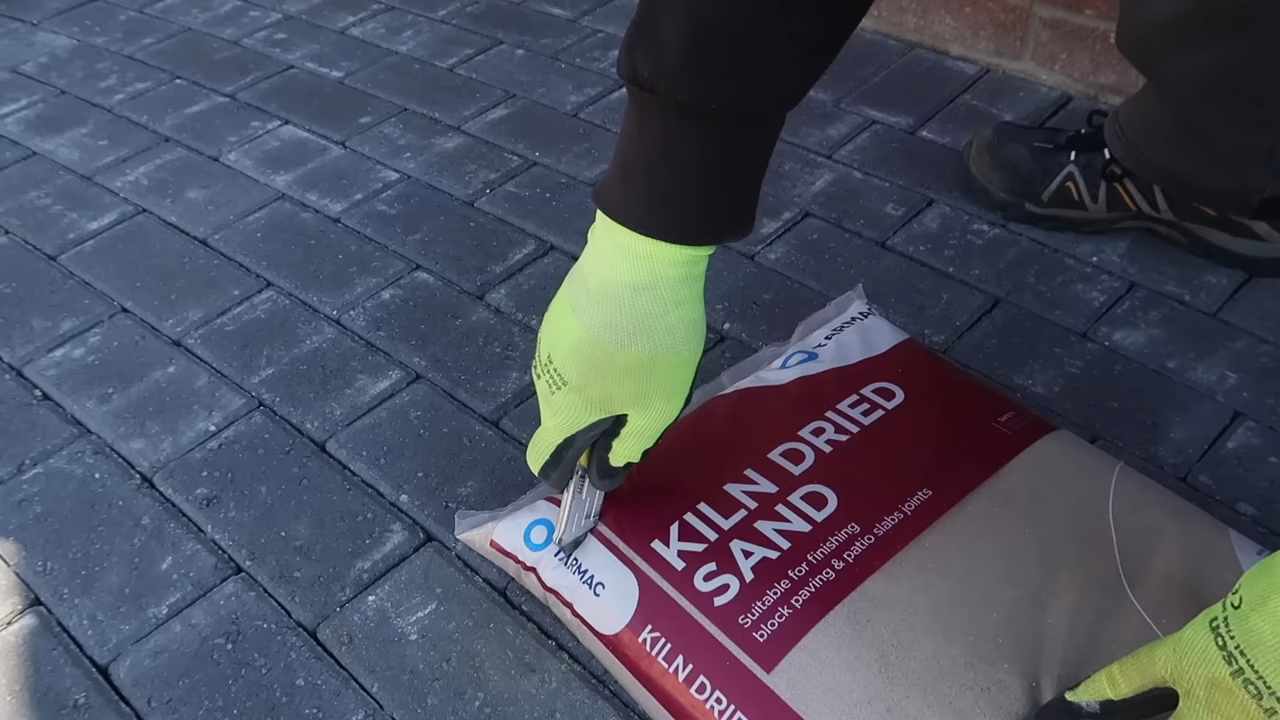 TARMAC
KILN DRIED
SAND
Suitable for finishing
block paving & patio slabs joints
TARMAC
KILN DRIE